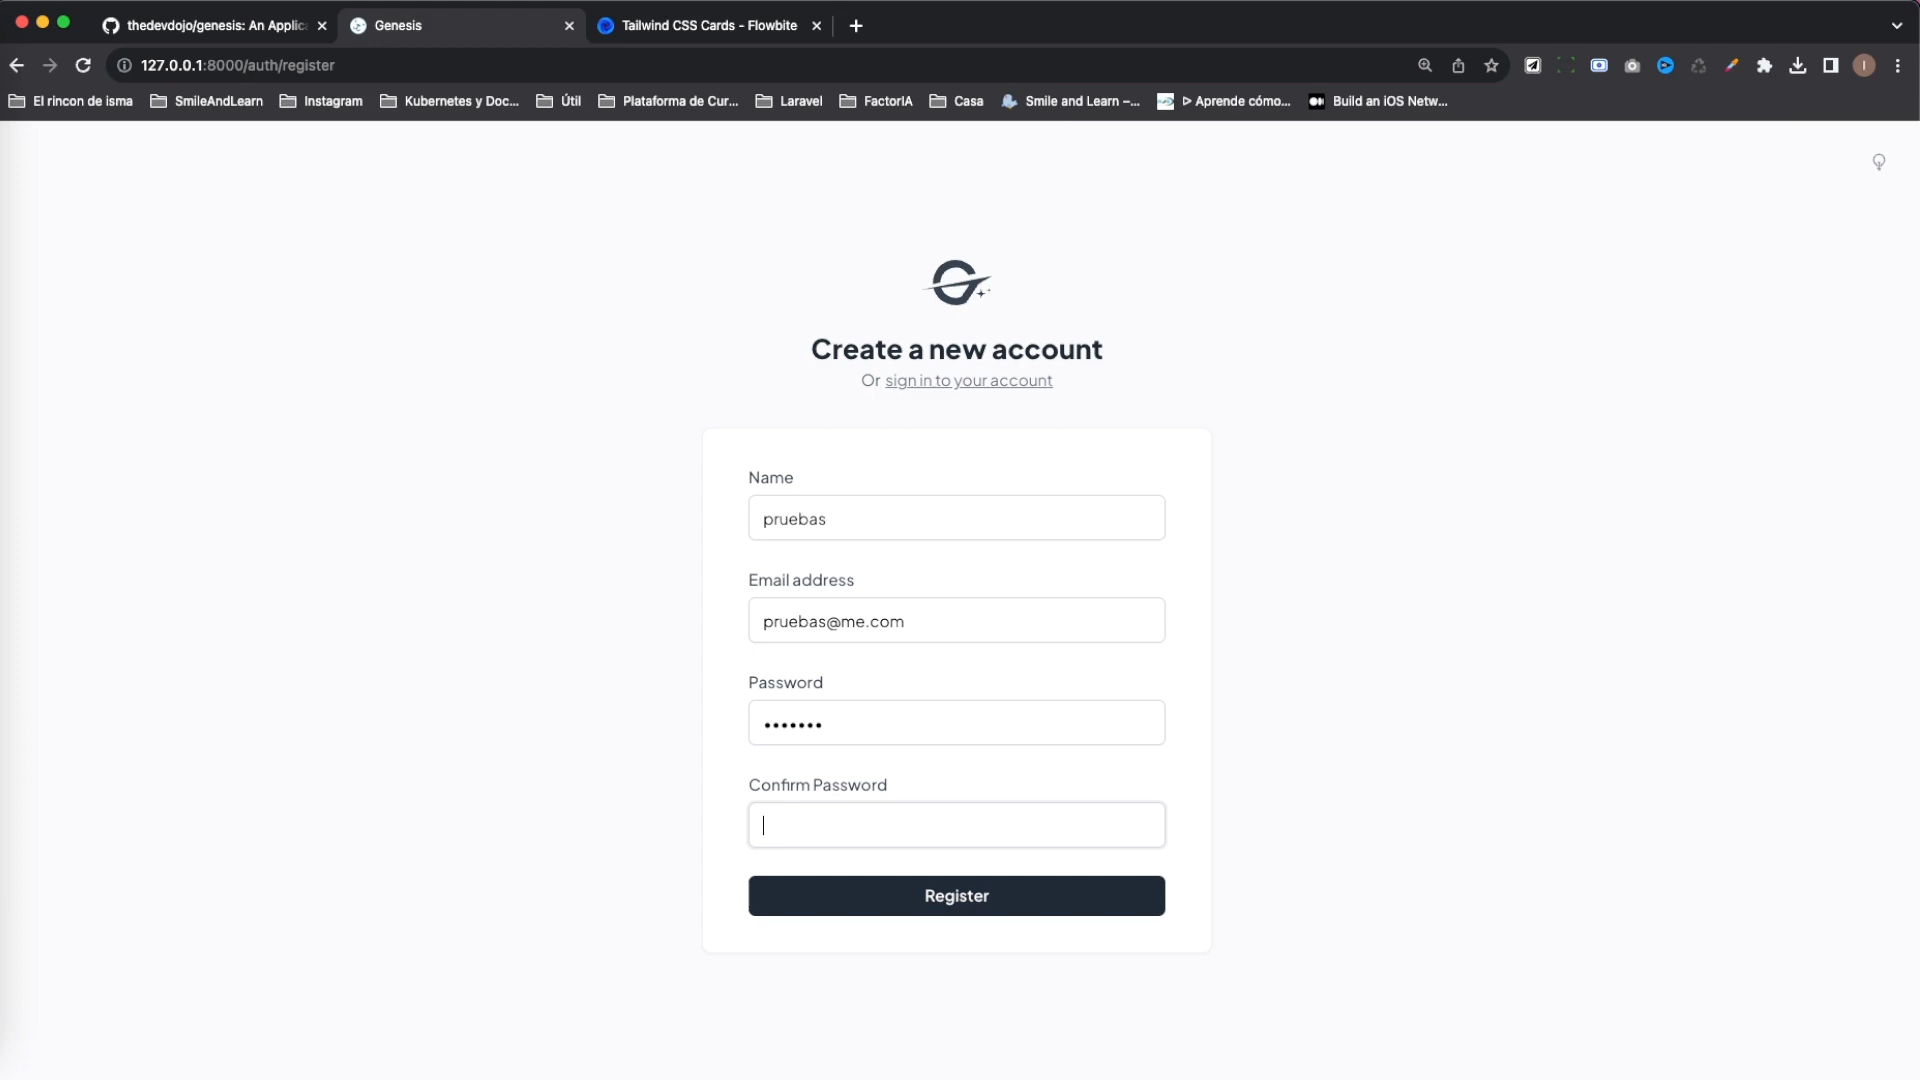 thedevdojo/genesis: An Applic
Genesis
Tailwind CSS Cards - Flowbite
127.0.0.1:8000/auth/register
I
El rincon de isma
SmileAndLearn
Instagram
Kubernetes y Doc...
Útil
Plataforma de Cur...
Laravel
FactorIA
Casa
Smile and Learn –...
ᐅ Aprende cómo...
Build an iOS Netw...
Create a new account
Or sign in to your account
Name
pruebas
Email address
pruebas@me.com
Password
•••••••
Confirm Password
Register